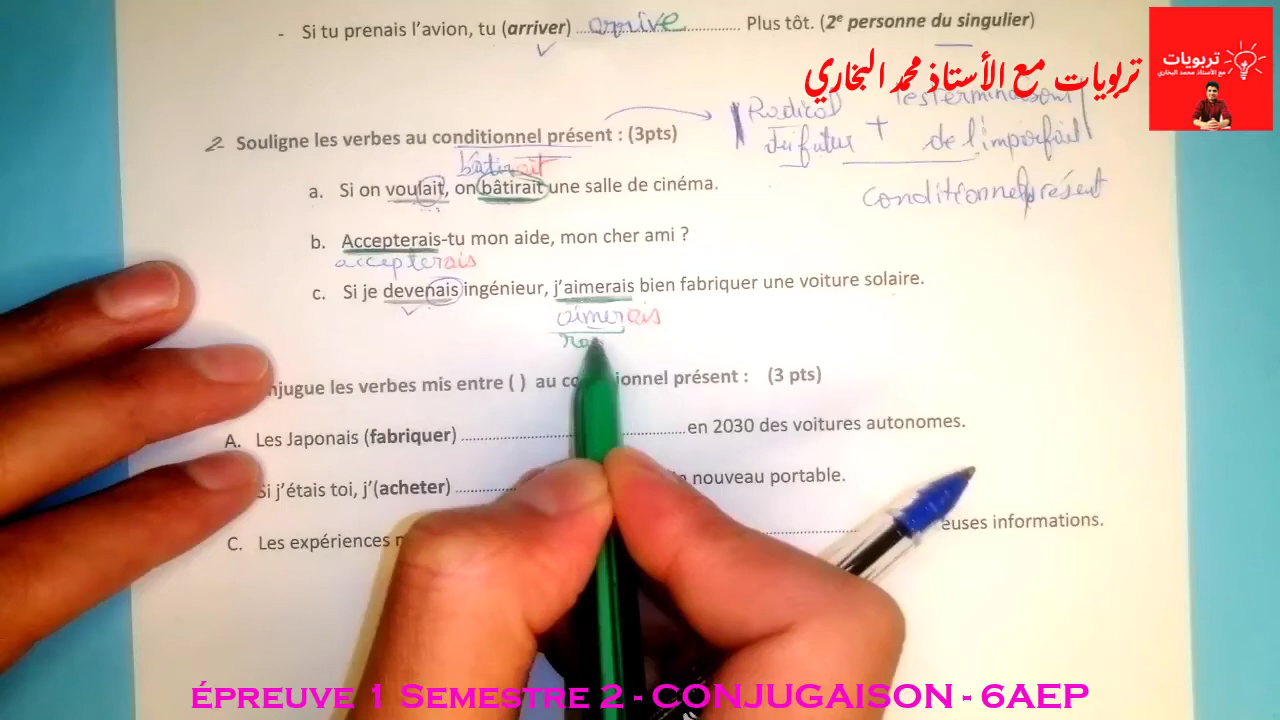 - Si tu prenais l'avion, tu (arriver) ............ Plus tôt. (2e personne du singulier)
تربويات مع الأستاذ محمد البخاري
تربويات
مع الأستاذ محمد البخاري
Radical + les terminaisons
du futur de l'imparfait
conditionnel présent
2 Souligne les verbes au conditionnel présent : (3pts)
bâtirait
a. Si on voulait, on bâtirait une salle de cinéma.
b. Accepterais-tu mon aide, mon cher ami ?
accepterais
c. Si je devenais ingénieur, j'aimerais bien fabriquer une voiture solaire.
aimerais
njugue les verbes mis entre ( ) au co ionnel présent : (3 pts)
A. Les Japonais (fabriquer) ............ en 2030 des voitures autonomes.
Si j'étais toi, j'(acheter) ............ nouveau portable.
C. Les expériences ............ euses informations.
épreuve 1 Semestre 2 - CONJUGAISON - 6AEP